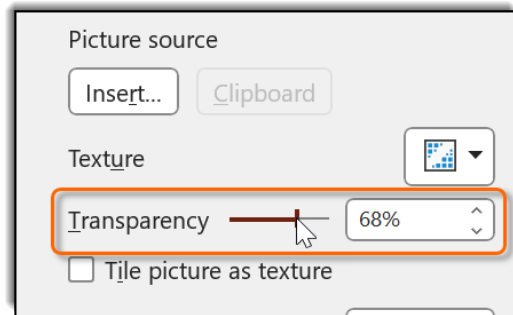 Picture source
Insert... Clipboard
Texture
Transparency 68%
Tile picture as texture